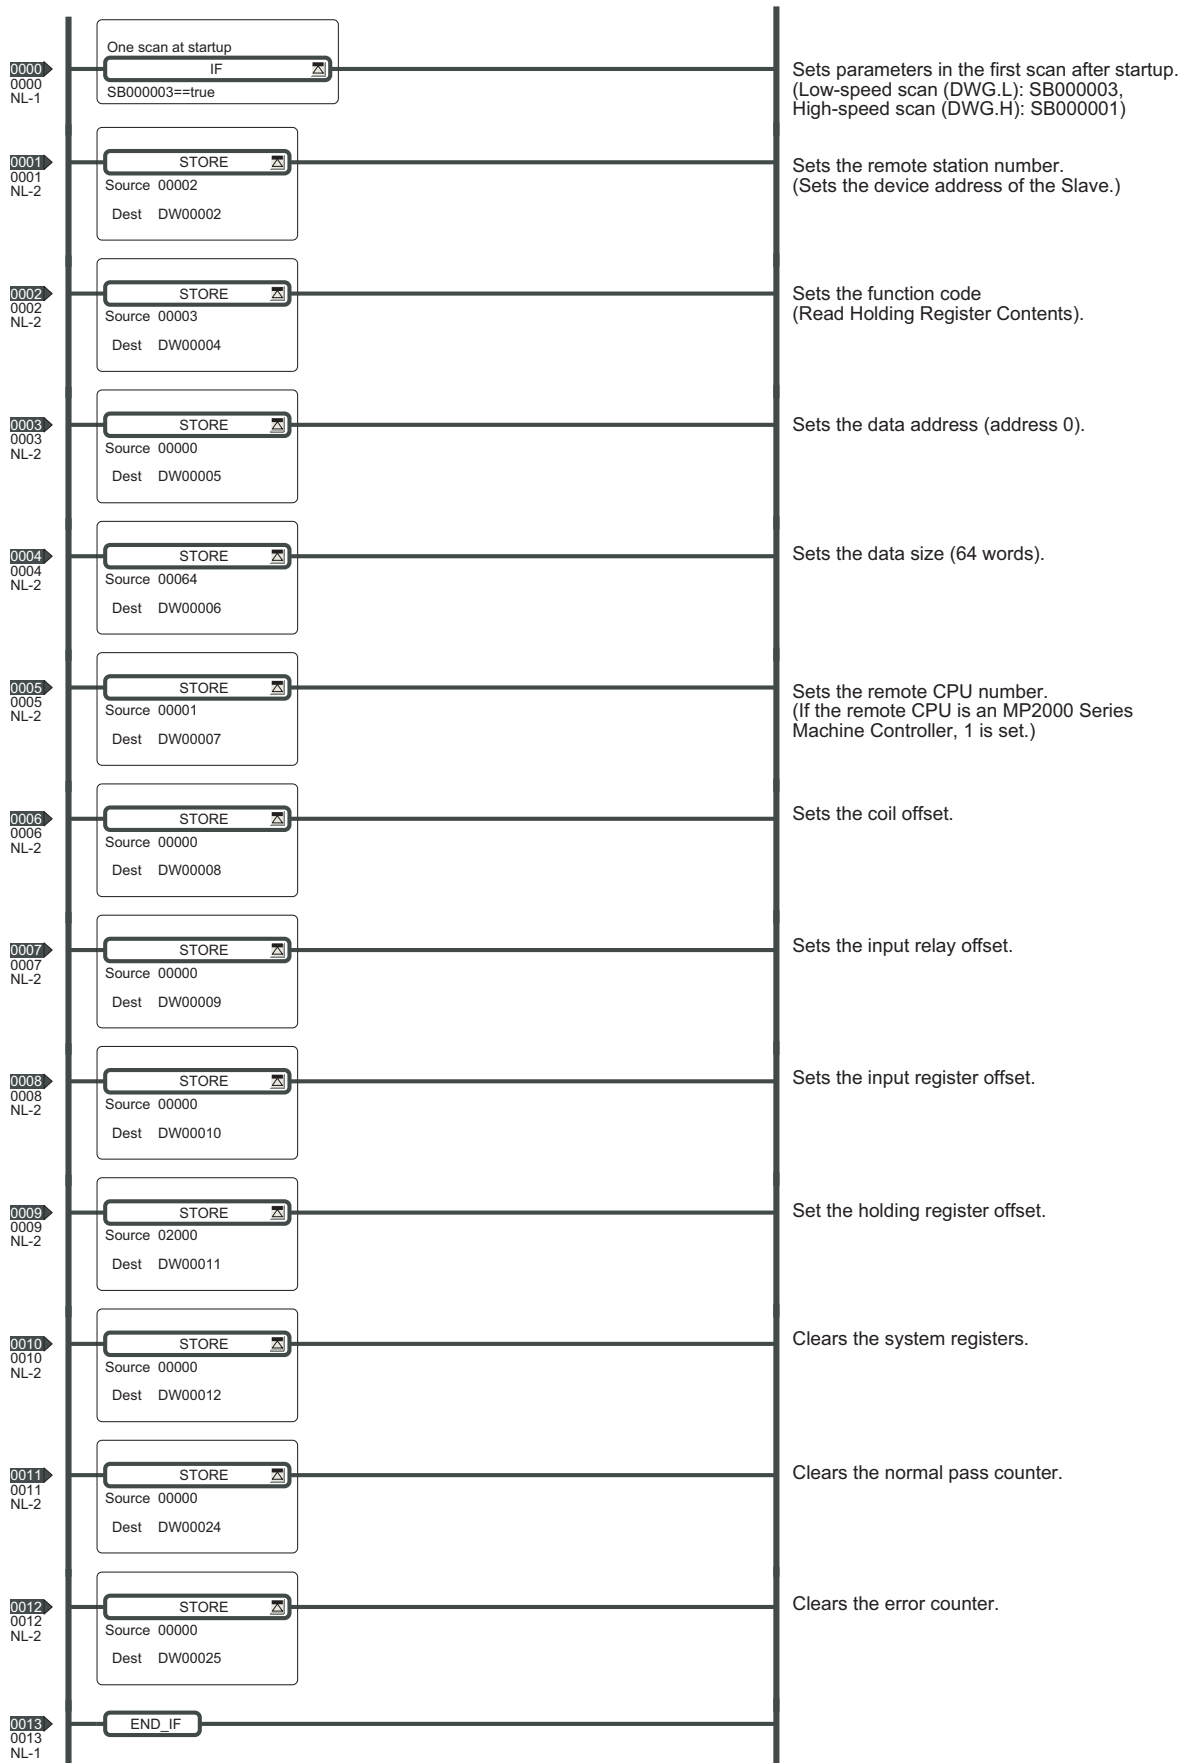 One scan at startup
0000
0000
NL-1
IF
SB000003==true
Sets parameters in the first scan after startup.
(Low-speed scan (DWG.L): SB000003,
High-speed scan (DWG.H): SB000001)
0001
0001
NL-2
STORE
Source 00002
Dest DW00002
Sets the remote station number.
(Sets the device address of the Slave.)
0002
0002
NL-2
STORE
Source 00003
Dest DW00004
Sets the function code
(Read Holding Register Contents).
0003
0003
NL-2
STORE
Source 00000
Dest DW00005
Sets the data address (address 0).
0004
0004
NL-2
STORE
Source 00064
Dest DW00006
Sets the data size (64 words).
0005
0005
NL-2
STORE
Source 00001
Dest DW00007
Sets the remote CPU number.
(If the remote CPU is an MP2000 Series
Machine Controller, 1 is set.)
0006
0006
NL-2
STORE
Source 00000
Dest DW00008
Sets the coil offset.
0007
0007
NL-2
STORE
Source 00000
Dest DW00009
Sets the input relay offset.
0008
0008
NL-2
STORE
Source 00000
Dest DW00010
Sets the input register offset.
0009
0009
NL-2
STORE
Source 02000
Dest DW00011
Set the holding register offset.
0010
0010
NL-2
STORE
Source 00000
Dest DW00012
Clears the system registers.
0011
0011
NL-2
STORE
Source 00000
Dest DW00024
Clears the normal pass counter.
0012
0012
NL-2
STORE
Source 00000
Dest DW00025
Clears the error counter.
0013
0013
NL-1
END_IF